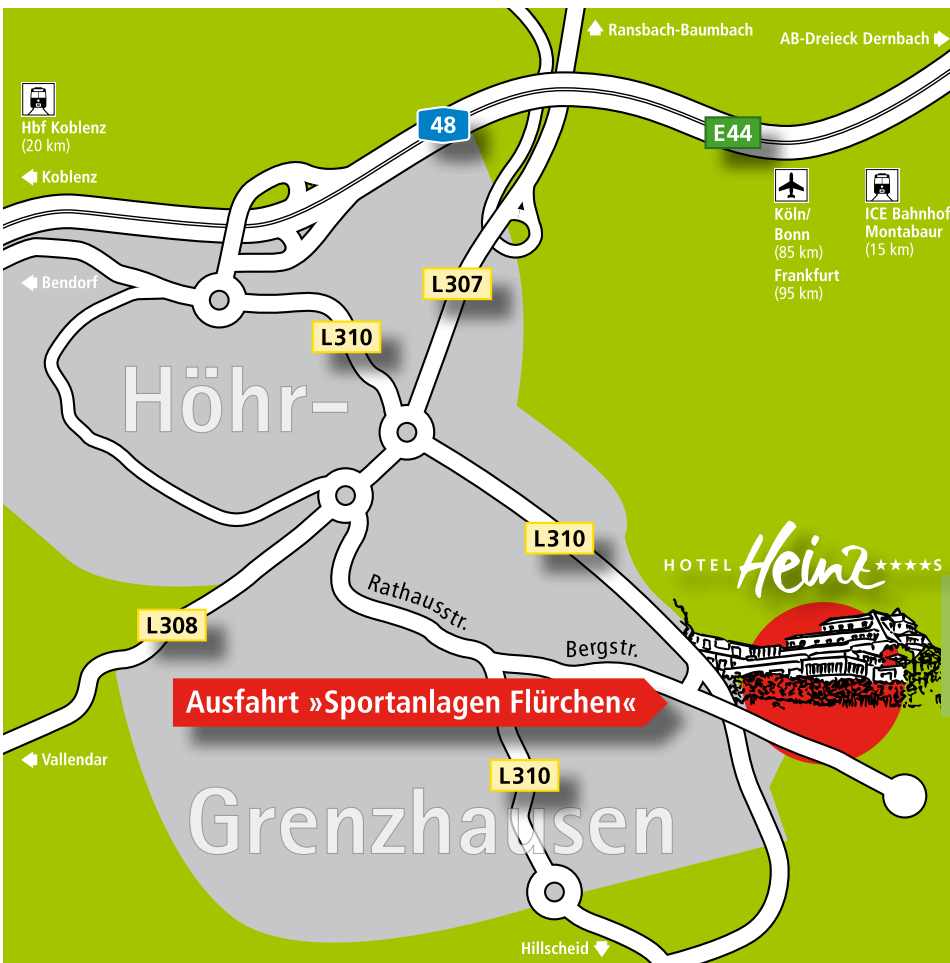 Ransbach-Baumbach
AB-Dreieck Dernbach
Hbf Koblenz
(20 km)
48
E44
Koblenz
Köln/
Bonn
(85 km)
Frankfurt
(95 km)
ICE Bahnhof
Montabaur
(15 km)
Bendorf
L307
L310
Höhr-
L310
HOTEL Heinz ★★★★S
Rathausstr.
L308
Bergstr.
Ausfahrt »Sportanlagen Flürchen«
Vallendar
L310
Grenzhausen
Hillscheid